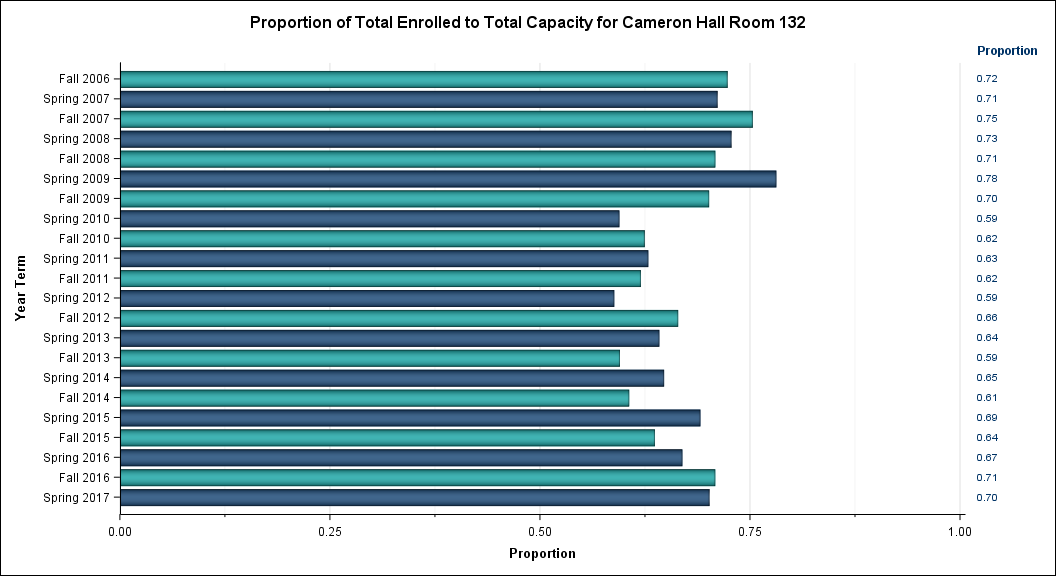 Proportion of Total Enrolled to Total Capacity for Cameron Hall Room 132
Proportion
Fall 2006 0.72
Spring 2007 0.71
Fall 2007 0.75
Spring 2008 0.73
Fall 2008 0.71
Spring 2009 0.78
Fall 2009 0.70
Spring 2010 0.59
Fall 2010 0.62
Spring 2011 0.63
Fall 2011 0.62
Spring 2012 0.59
Fall 2012 0.66
Spring 2013 0.64
Fall 2013 0.59
Spring 2014 0.65
Fall 2014 0.61
Spring 2015 0.69
Fall 2015 0.64
Spring 2016 0.67
Fall 2016 0.71
Spring 2017 0.70
Year Term
0.00 0.25 0.50 0.75 1.00
Proportion